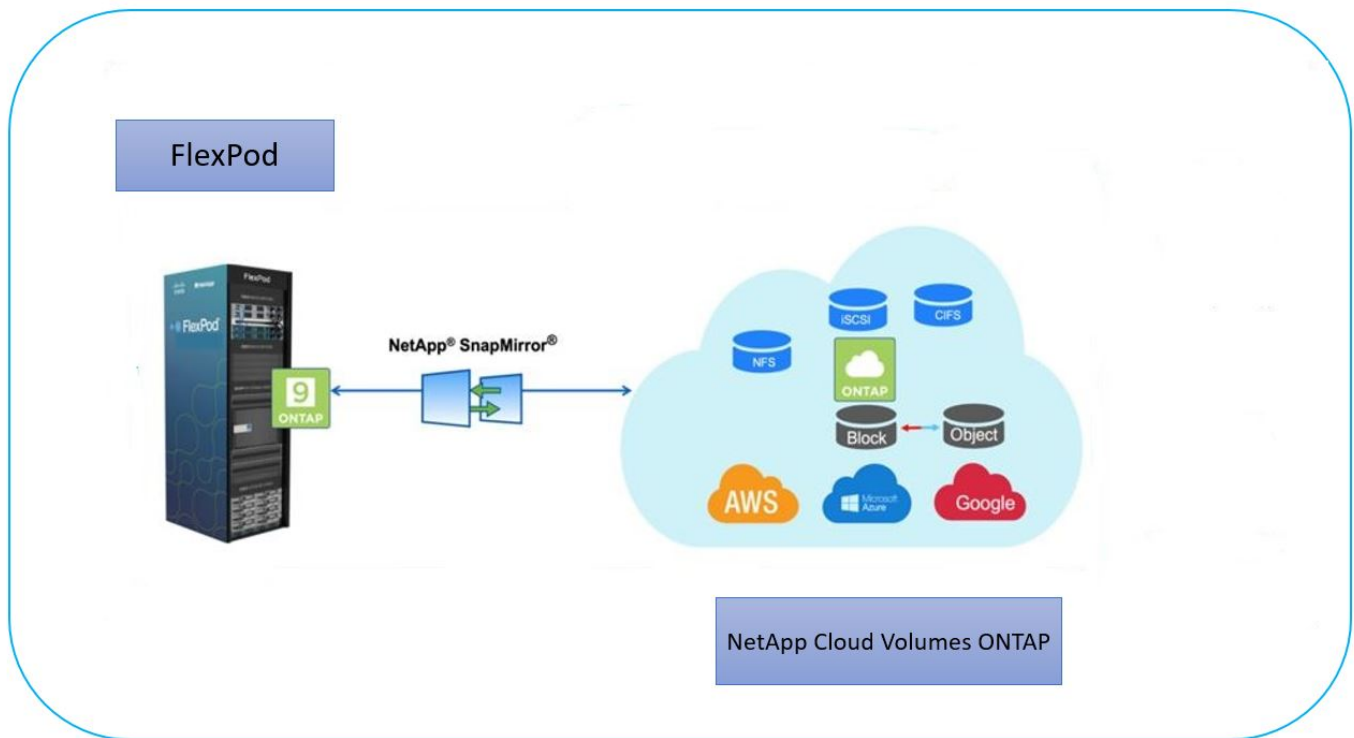 FlexPod
FlexPod
FlexPod
NetApp® SnapMirror®
9
ONTAP
iSCSI
CIFS
NFS
ONTAP
Block
Object
AWS
Microsoft
Azure
Google
NetApp Cloud Volumes ONTAP